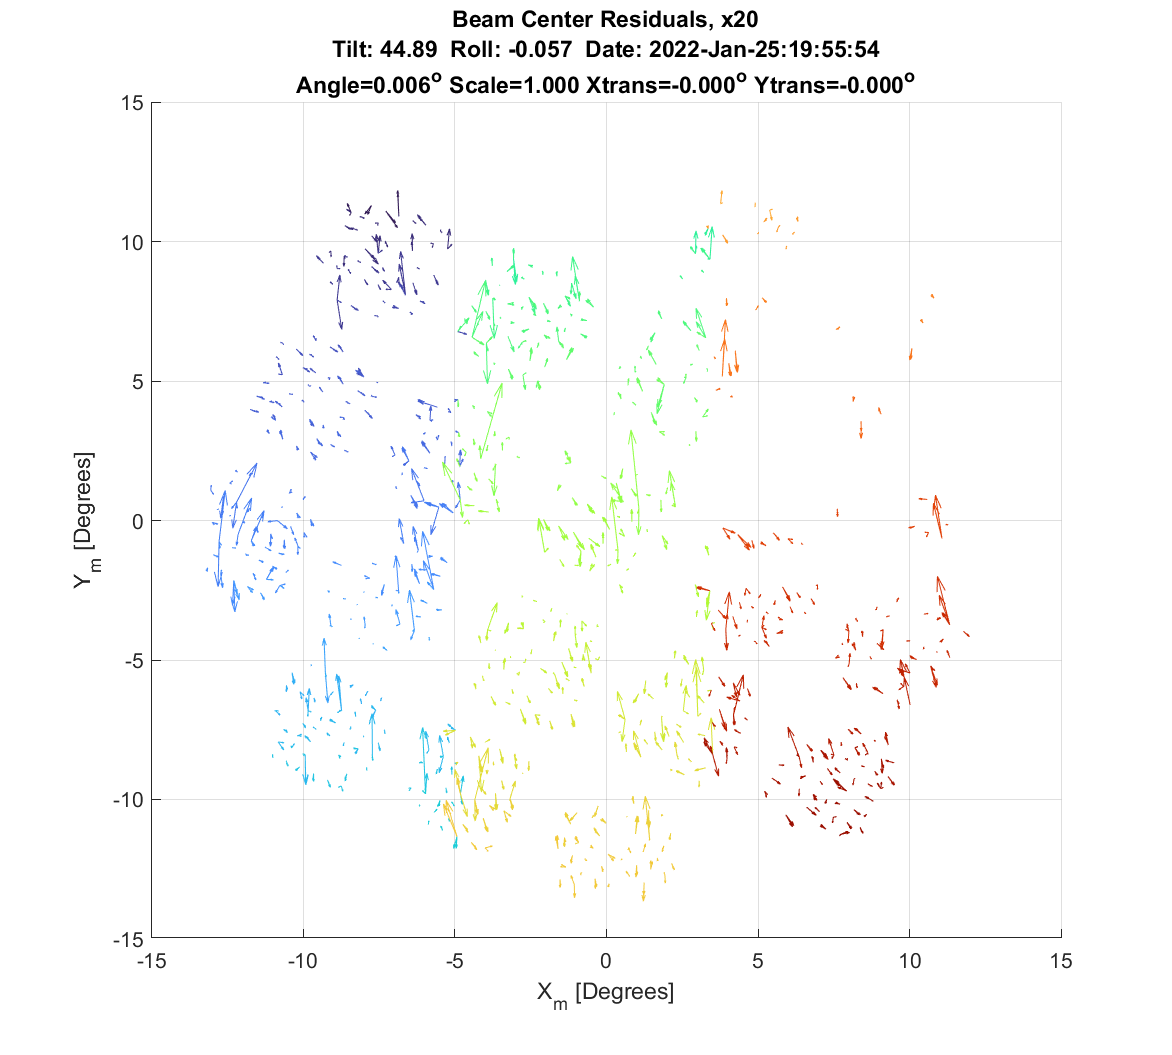 Beam Center Residuals, x20
Tilt: 44.89 Roll: -0.057 Date: 2022-Jan-25:19:55:54
Angle=0.006° Scale=1.000 Xtrans=-0.000° Ytrans=-0.000°
15
10
5
0
-5
-10
-15
Y_m [Degrees]
-15 -10 -5 0 5 10 15
X_m [Degrees]